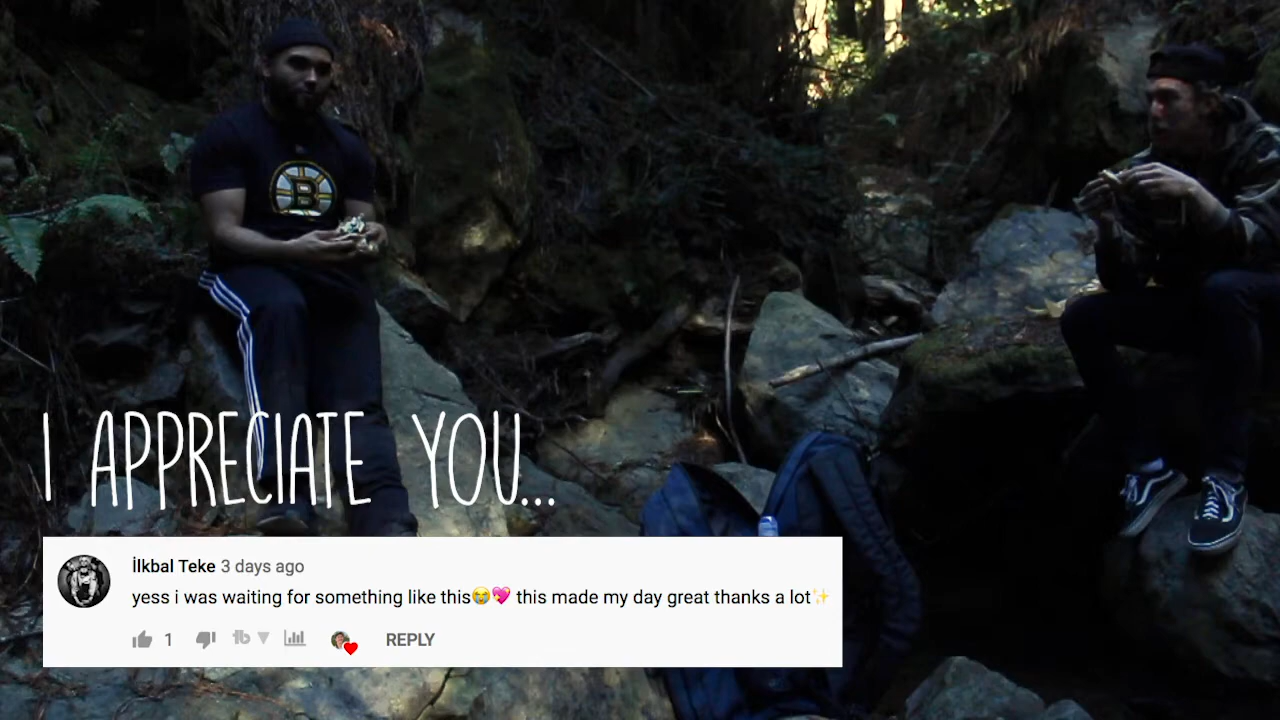 B
I APPRECIATE YOU...
İlkbal Teke 3 days ago
yess i was waiting for something like this😭💖 this made my day great thanks a lot✨
1
REPLY